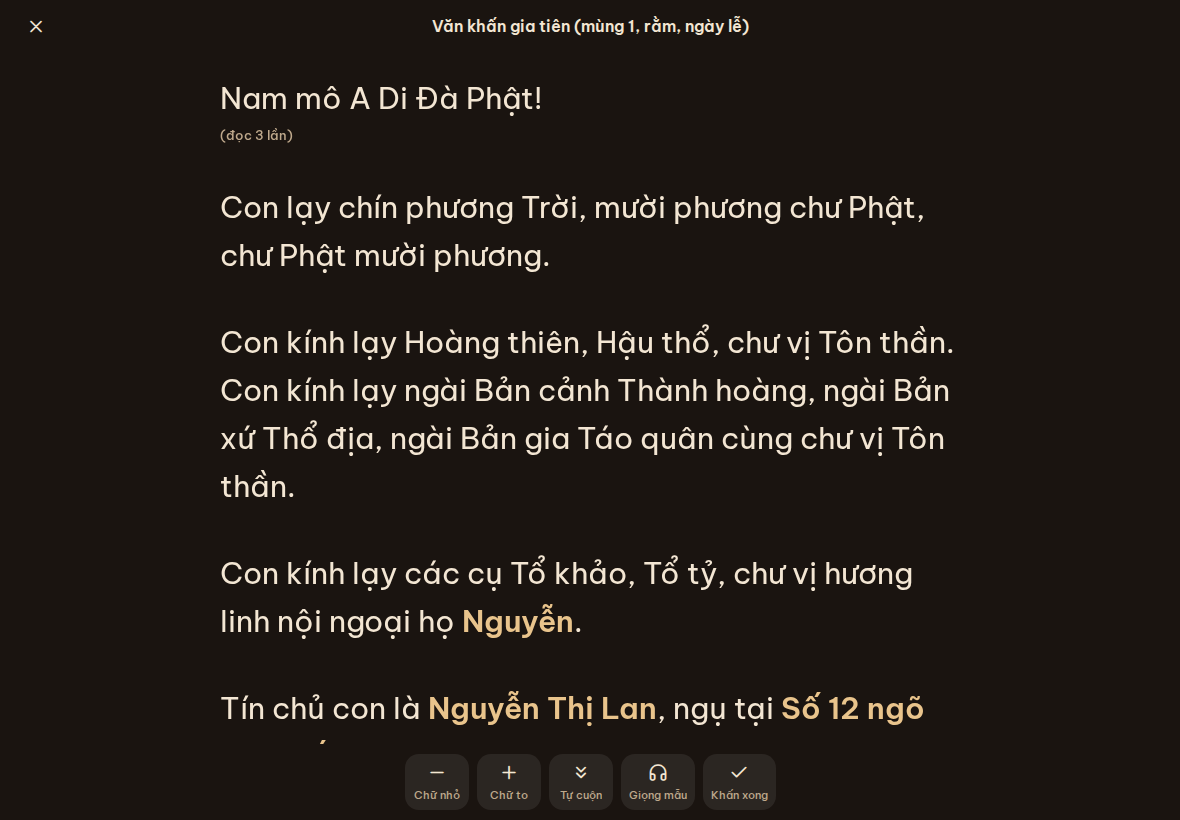 Văn khấn gia tiên (mùng 1, rằm, ngày lễ)
Nam mô A Di Đà Phật!
(đọc 3 lần)
Con lạy chín phương Trời, mười phương chư Phật,
chư Phật mười phương.
Con kính lạy Hoàng thiên, Hậu thổ, chư vị Tôn thần.
Con kính lạy ngài Bản cảnh Thành hoàng, ngài Bản
xứ Thổ địa, ngài Bản gia Táo quân cùng chư vị Tôn
thần.
Con kính lạy các cụ Tổ khảo, Tổ tỷ, chư vị hương
linh nội ngoại họ Nguyễn.
Tín chủ con là Nguyễn Thị Lan, ngụ tại Số 12 ngõ
Chữ nhỏ
Chữ to
Tự cuộn
Giọng mẫu
Khấn xong